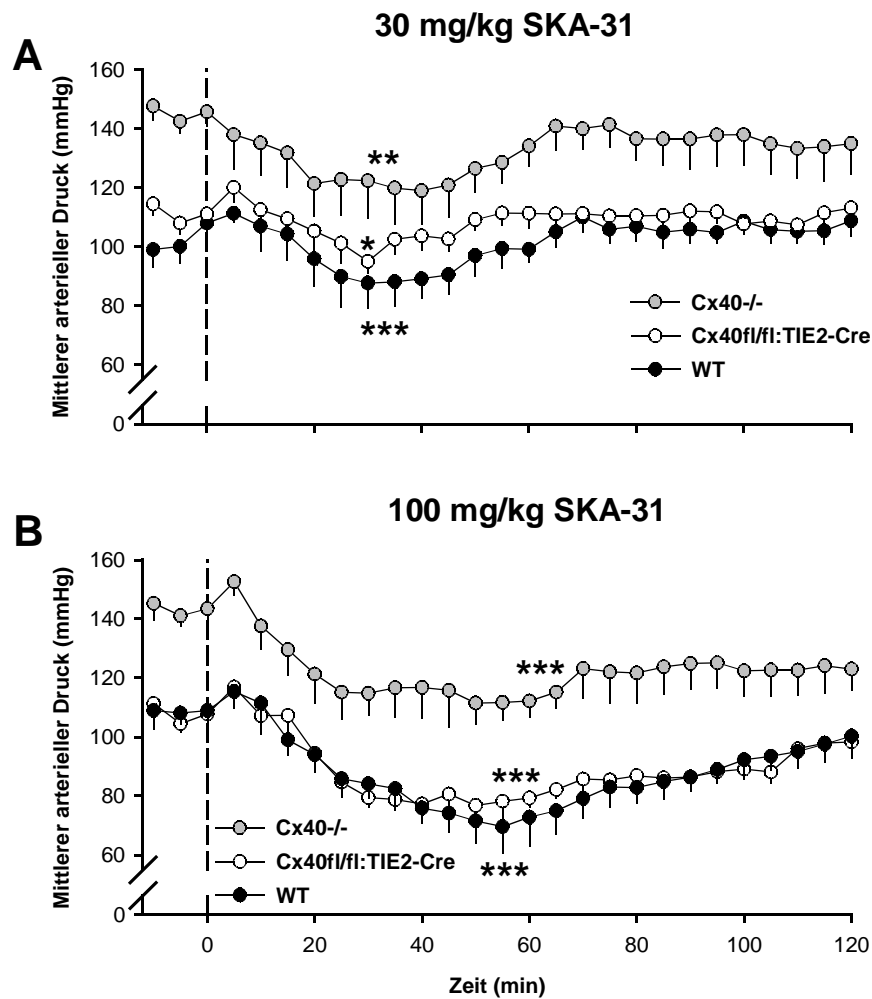 30 mg/kg SKA-31
A
160
140
120
100
80
60
0
Mittlerer arterieller Druck (mmHg)
**
*
***
Cx40-/-
Cx40fl/fl:TIE2-Cre
WT
100 mg/kg SKA-31
B
160
140
120
100
80
60
0
Mittlerer arterieller Druck (mmHg)
***
***
***
Cx40-/-
Cx40fl/fl:TIE2-Cre
WT
0 20 40 60 80 100 120
Zeit (min)